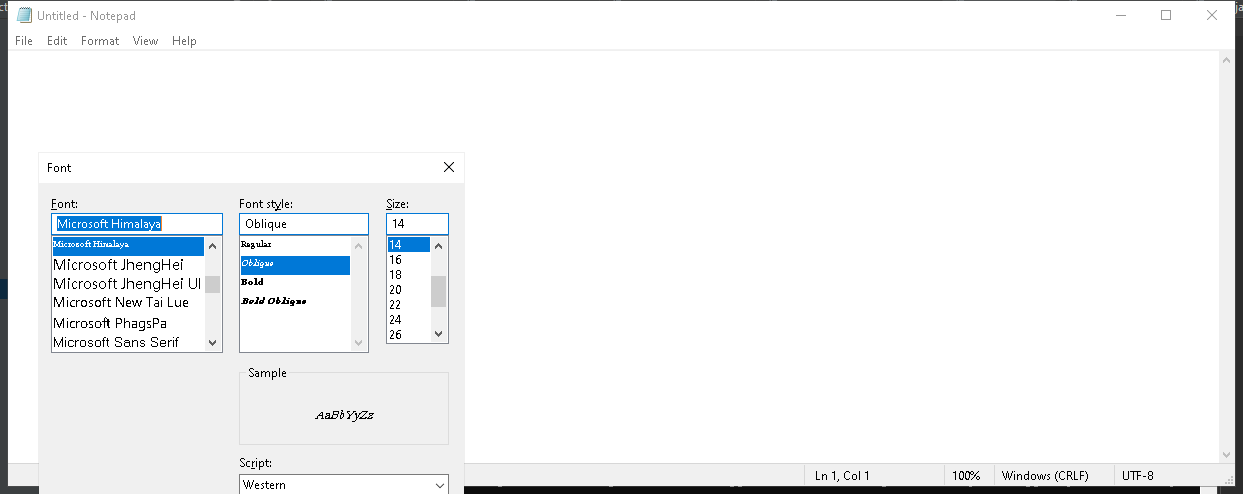 Untitled - Notepad
File Edit Format View Help
Font
Font: Font style: Size:
Microsoft Himalaya Oblique 14
Microsoft Himalaya Regular 14
Microsoft JhengHei Oblique 16
Microsoft JhengHei UI Bold 18
Microsoft New Tai Lue Bold Oblique 20
Microsoft PhagsPa 22
Microsoft Sans Serif 24
26
Sample
AaBbYyZz
Script:
Western
Ln 1, Col 1 100% Windows (CRLF) UTF-8